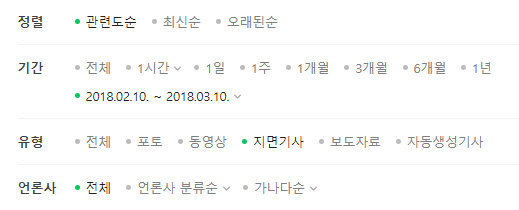 정렬 관련도순 최신순 오래된순
기간 전체 1시간 1일 1주 1개월 3개월 6개월 1년
2018.02.10. ~ 2018.03.10.
유형 전체 포토 동영상 지면기사 보도자료 자동생성기사
언론사 전체 언론사 분류순 가나다순